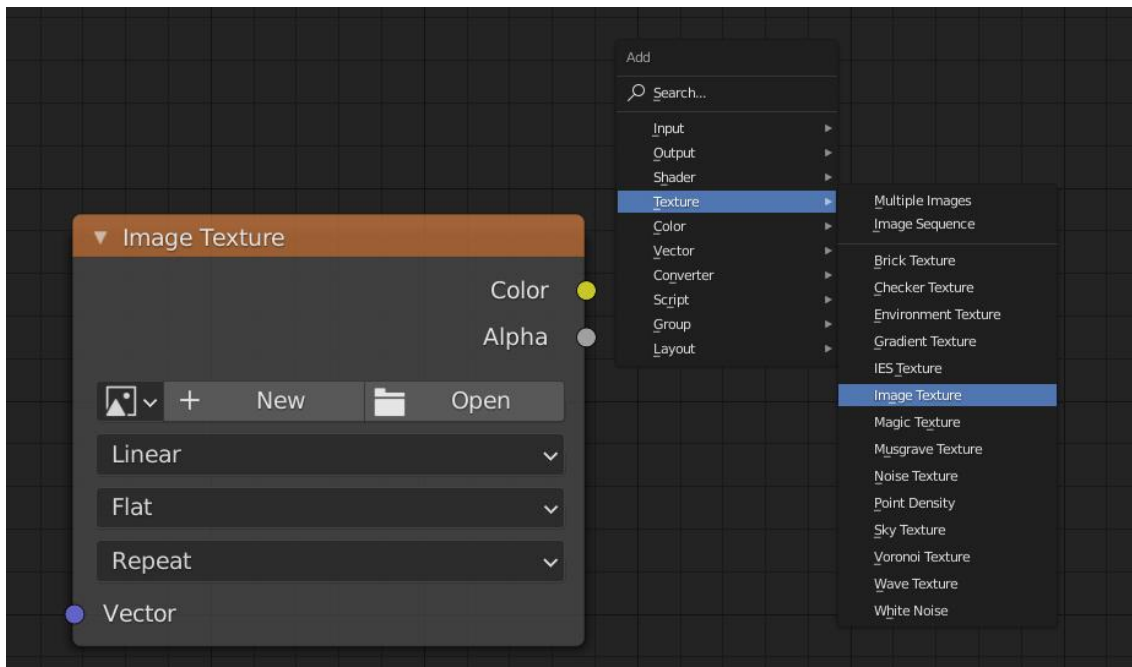 Image Texture
Color
Alpha
New
Open
Linear
Flat
Repeat
Vector
Add
Search...
Input
Output
Shader
Texture
Color
Vector
Converter
Script
Group
Layout
Multiple Images
Image Sequence
Brick Texture
Checker Texture
Environment Texture
Gradient Texture
IES Texture
Image Texture
Magic Texture
Musgrave Texture
Noise Texture
Point Density
Sky Texture
Voronoi Texture
Wave Texture
White Noise